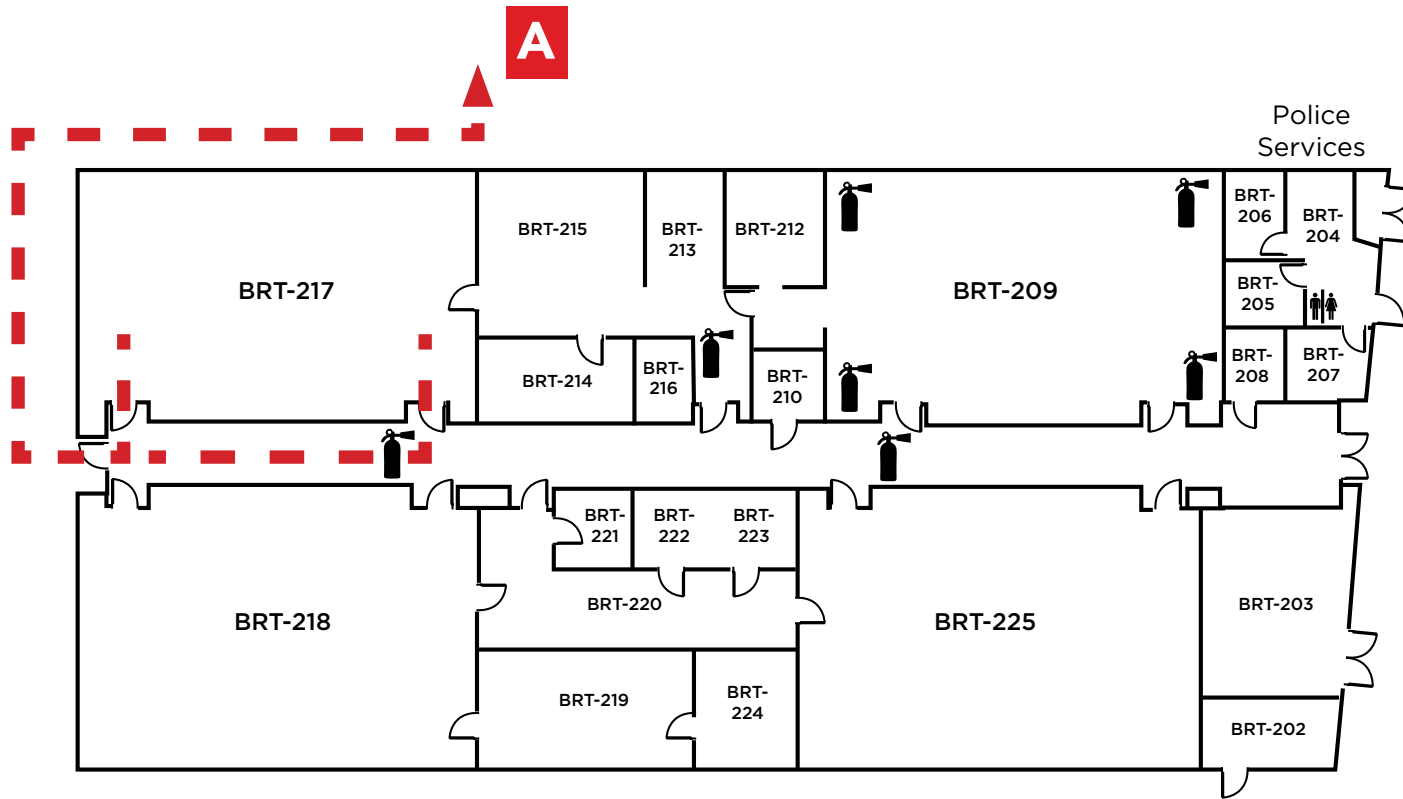 A
Police
Services
BRT-
206
BRT-
204
BRT-215
BRT-
213
BRT-212
BRT-217
BRT-209
BRT-
205
BRT-214
BRT-
216
BRT-
210
BRT-
208
BRT-
207
BRT-
221
BRT-
222
BRT-
223
BRT-220
BRT-218
BRT-225
BRT-203
BRT-219
BRT-
224
BRT-202